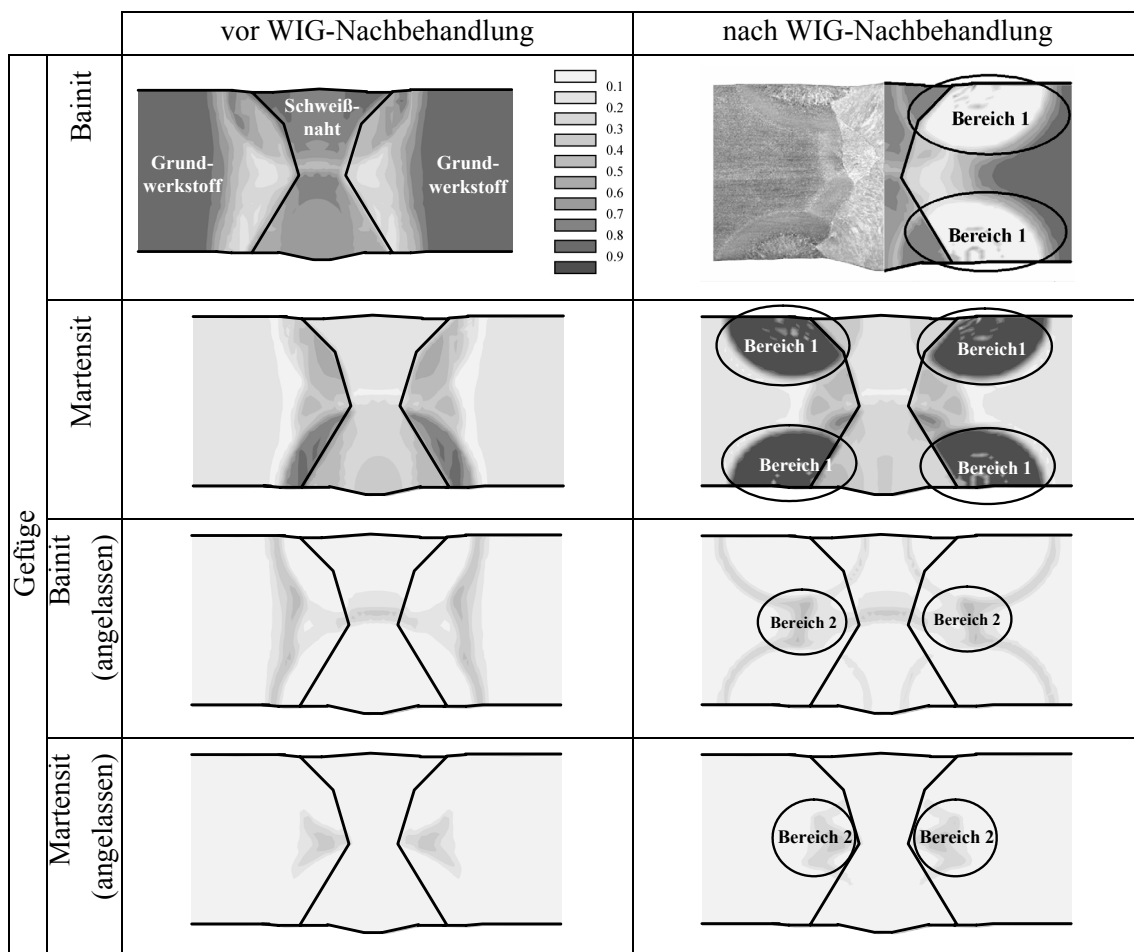 vor WIG-Nachbehandlung
nach WIG-Nachbehandlung
Gefüge
Bainit
Schweiß-
naht
Grund-
werkstoff
Grund-
werkstoff
0.1
0.2
0.3
0.4
0.5
0.6
0.7
0.8
0.9
Bereich 1
Bereich 1
Martensit
Bereich 1
Bereich1
Bereich 1
Bereich 1
Bainit
(angelassen)
Bereich 2
Bereich 2
Martensit
(angelassen)
Bereich 2
Bereich 2